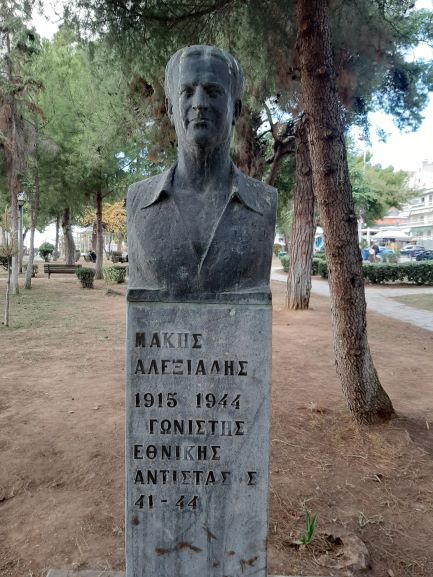 ΜΑΚΗΣ
ΑΛΕΞΙΑΔΗΣ
1915 1944
ΓΩΝΙΣΤΗΣ
ΕΘΝΙΚΗΣ
ΑΝΤΙΣΤΑΣ Σ
41-44